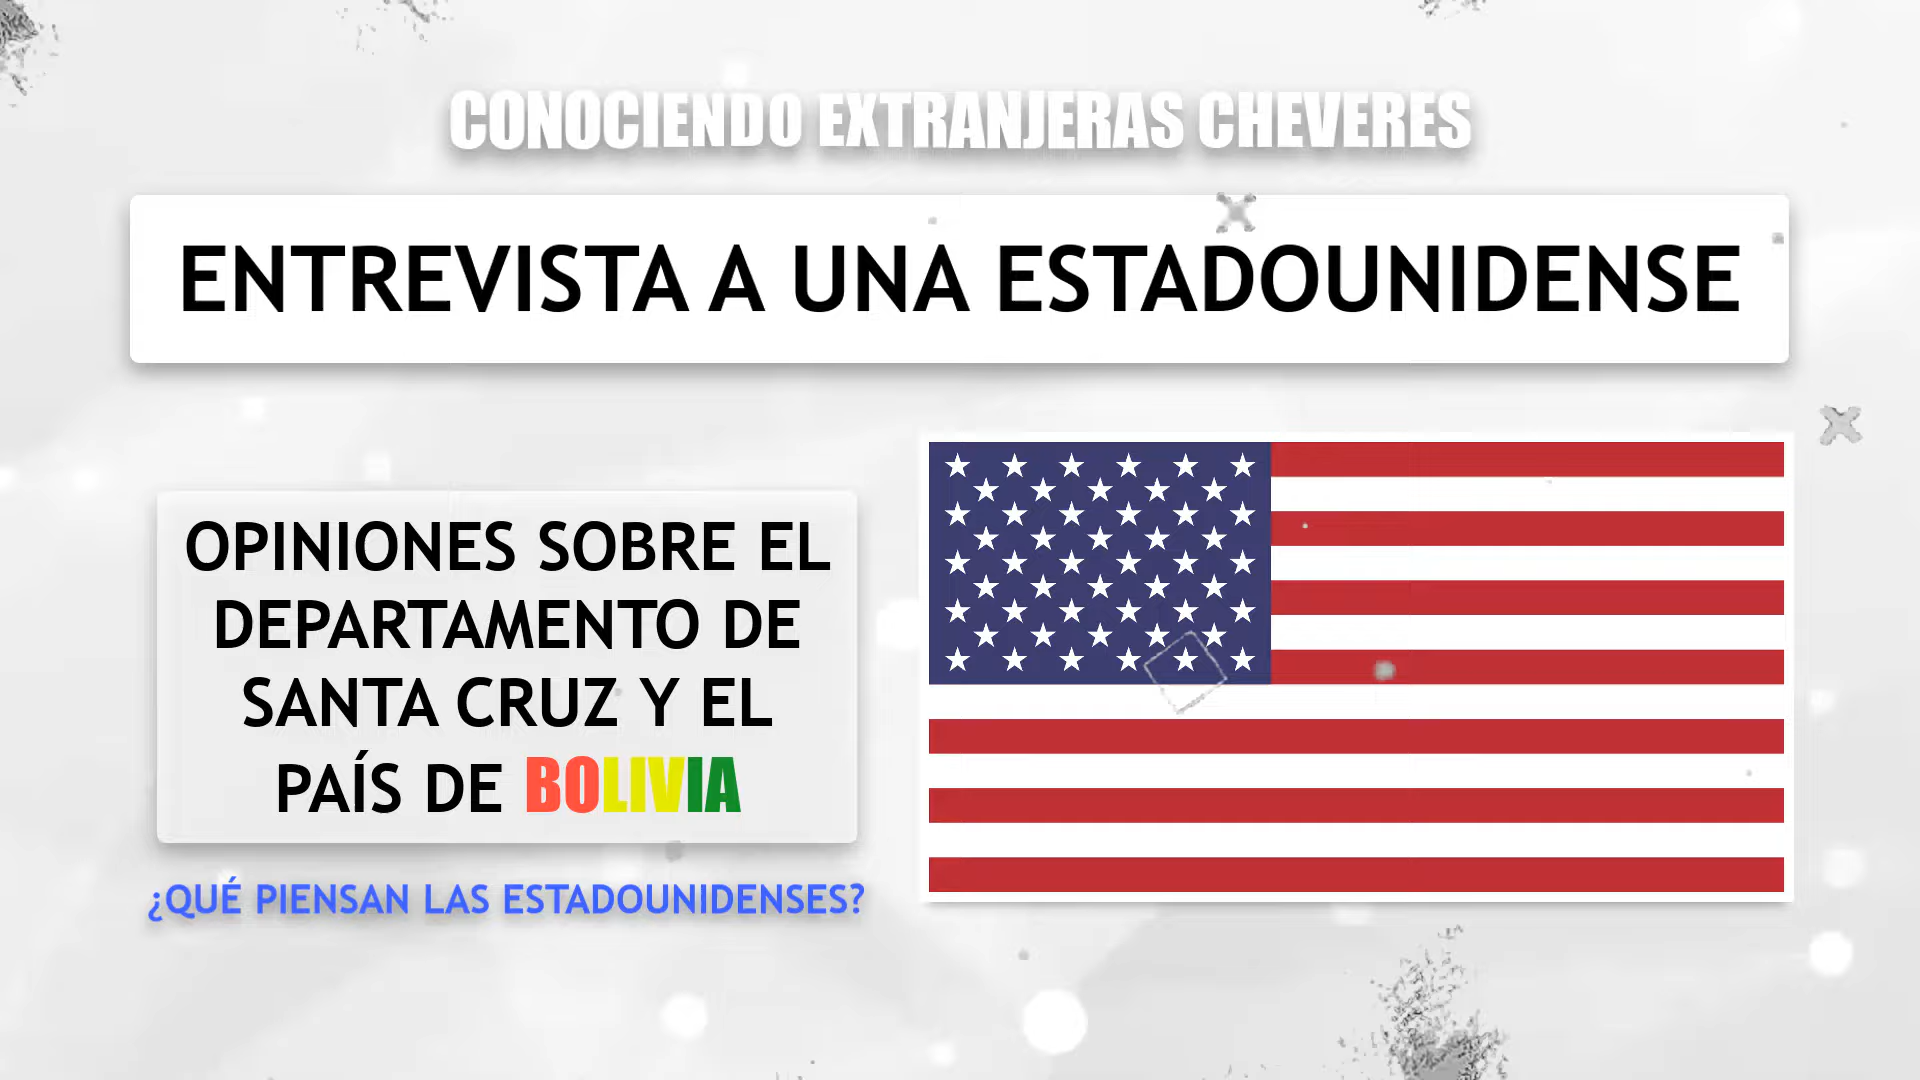 CONOCIENDO EXTRANJERAS CHEVERES
ENTREVISTA A UNA ESTADOUNIDENSE
OPINIONES SOBRE EL
DEPARTAMENTO DE
SANTA CRUZ Y EL
PAÍS DE BOLIVIA
¿QUÉ PIENSAN LAS ESTADOUNIDENSES?